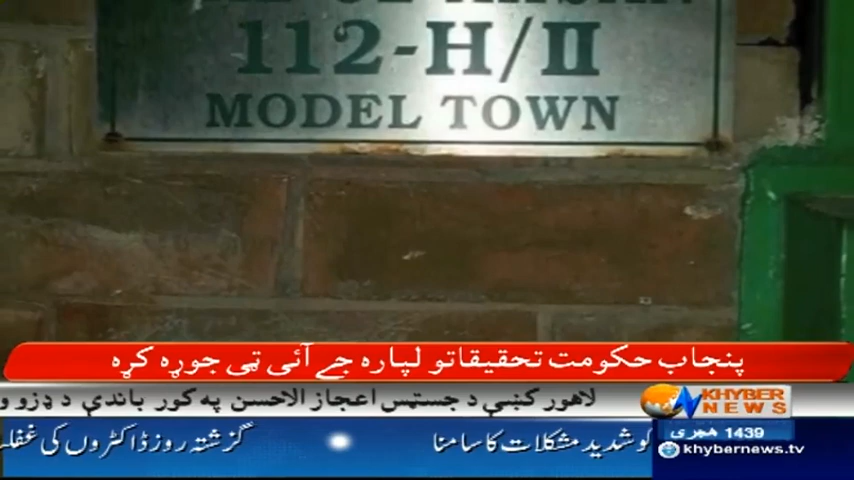 112-H/II
MODEL TOWN
پنجاب حکومت تحقیقاتو لپاره جے آئی ټی جوړه کړه
لاهور کښې د جسټس اعجاز الاحسن په کور باندې د ډزو و
KHYBER
NEWS
1439 هجری
گزشتہ روز ڈاکٹروں کی غفلت
کو شدید مشکلات کا سامنا
khybernews.tv